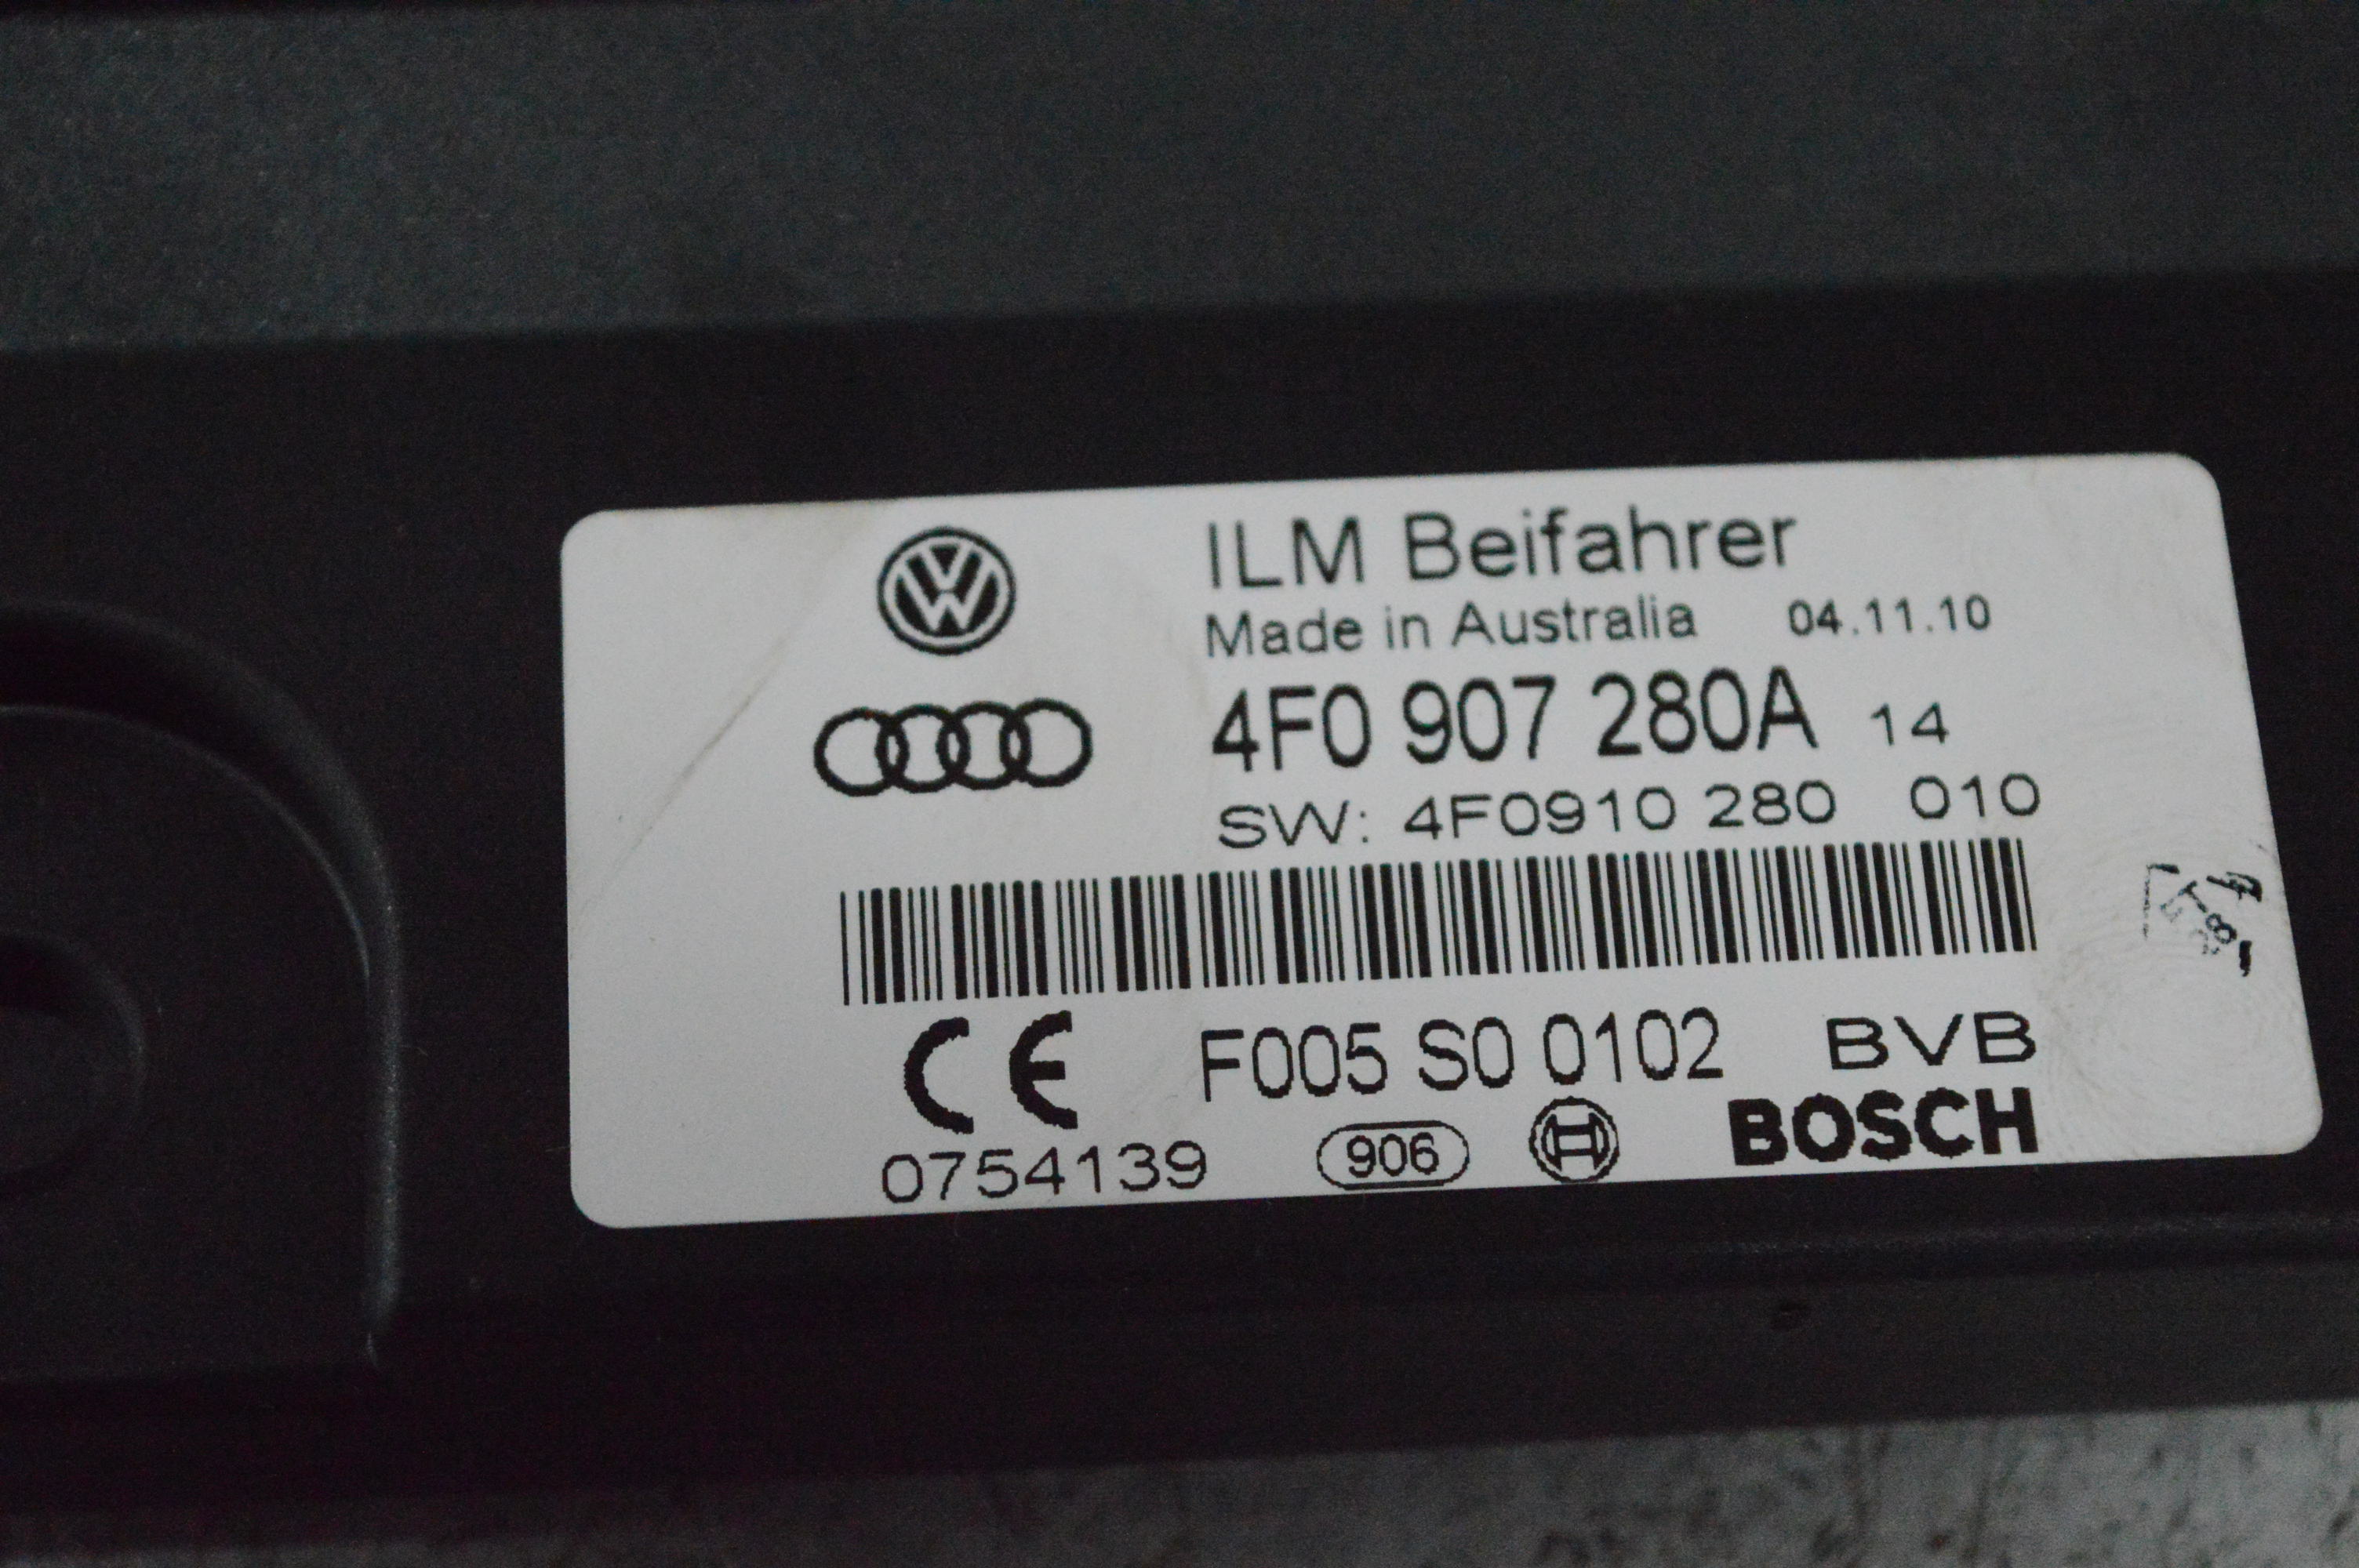 ILM Beifahrer
Made in Australia 04.11.10
4F0 907 280A 14
SW: 4F0910 280 010
CE F005 S0 0102 BVB
0754139 906 BOSCH